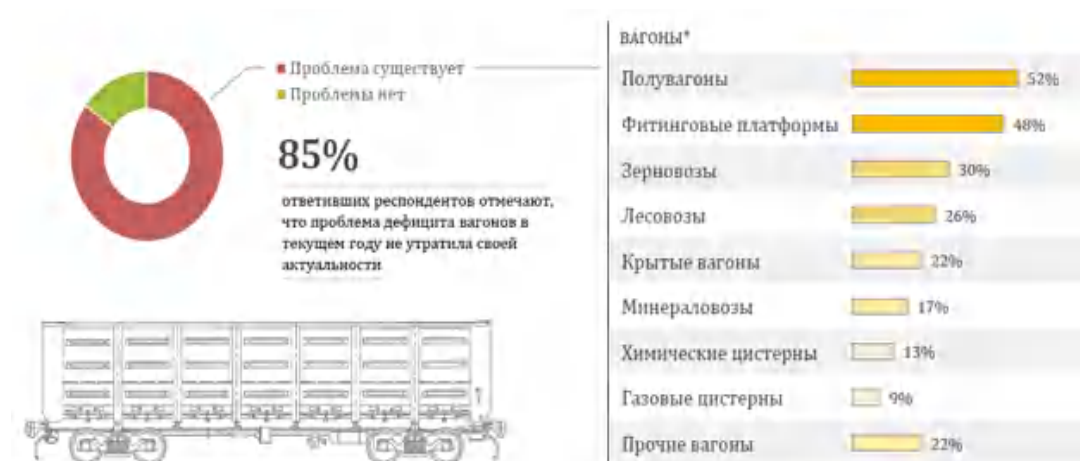 Проблема существует
Проблемы нет
85%
ответивших респондентов отмечают,
что проблема дефицита вагонов в
текущем году не утратила своей
актуальности
ВАГОНЫ*
Полувагоны 52%
Фитинговые платформы 48%
Зерновозы 30%
Лесовозы 26%
Крытые вагоны 22%
Минераловозы 17%
Химические цистерны 13%
Газовые цистерны 9%
Прочие вагоны 22%